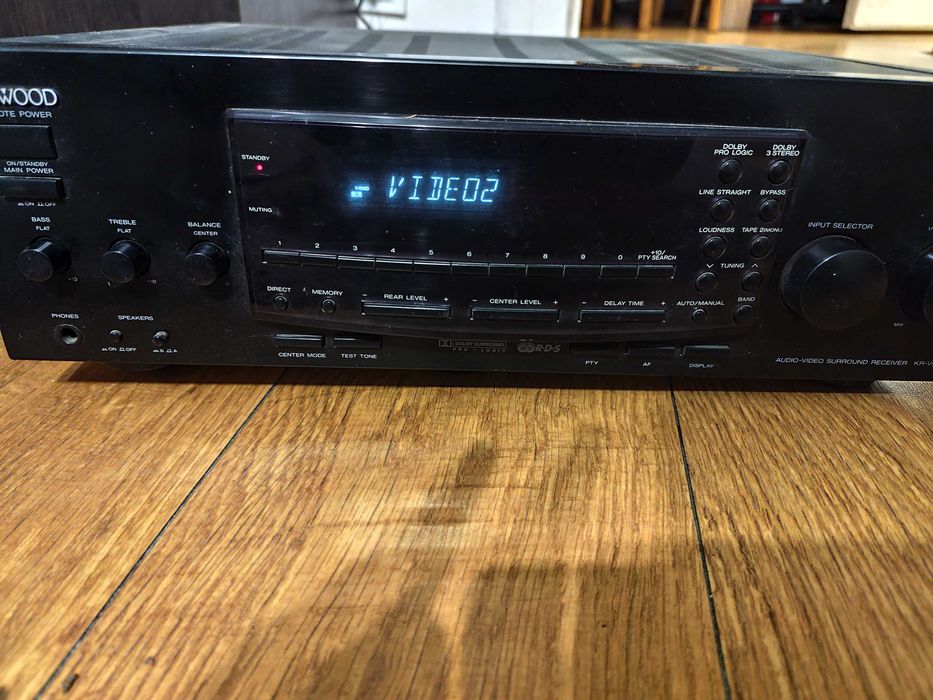 WOOD
OTE POWER
ON/STANDBY
MAIN POWER
ON OFF
BASS
FLAT
TREBLE
FLAT
BALANCE
CENTER
-10
PHONES
SPEAKERS
ON OFF
B A
STANDBY
MUTING
VIDEO2
1 2 3 4 5 6 7 8 9 0 +10/
PTY SEARCH
DIRECT
MEMORY
- REAR LEVEL +
- CENTER LEVEL +
- DELAY TIME +
CENTER MODE
TEST TONE
DOLBY SURROUND
PRO • LOGIC
R•D•S
PTY
AF
DISPLAY
DOLBY
PRO LOGIC
DOLBY
3 STEREO
LINE STRAIGHT
BYPASS
LOUDNESS
TAPE 2(MONI.)
TUNING
AUTO/MANUAL
BAND
INPUT SELECTOR
MIN
AUDIO-VIDEO SURROUND RECEIVER KR-V